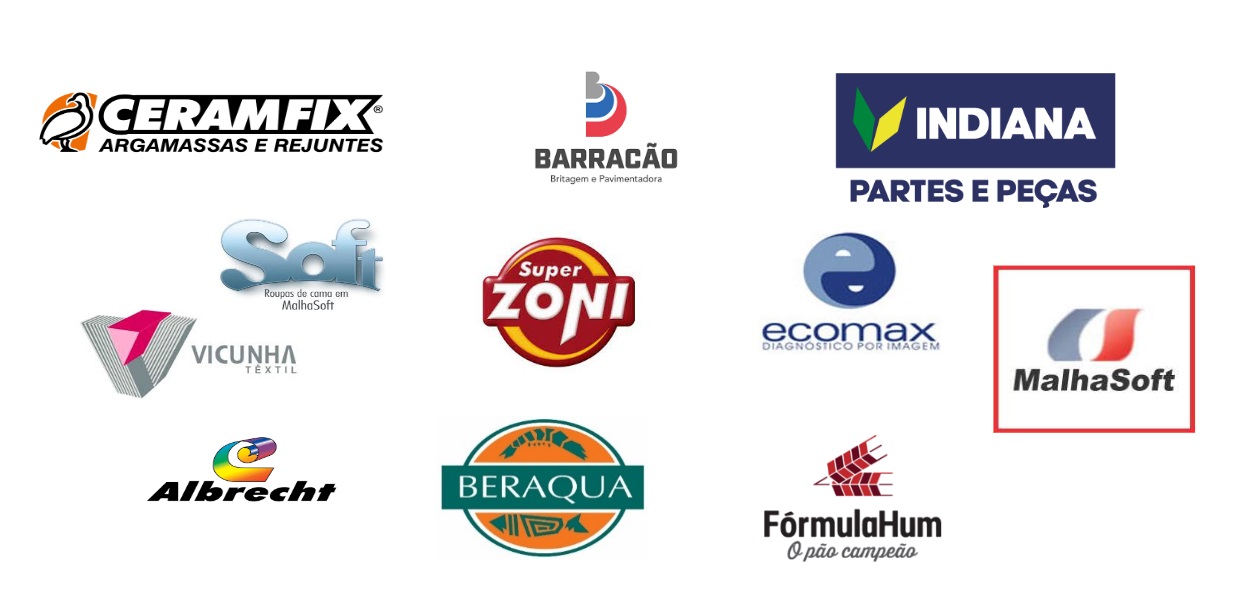 CERAMFIX®
ARGAMASSAS E REJUNTES
BARRACÃO
Britagem e Pavimentadora
INDIANA
PARTES E PEÇAS
Soft
Roupas de cama em
MalhaSoft
VICUNHA
TÊXTIL
Super
ZONI
ecomax
DIAGNÓSTICO POR IMAGEM
MalhaSoft
Albrecht
BERAQUA
FórmulaHum
O pão campeão